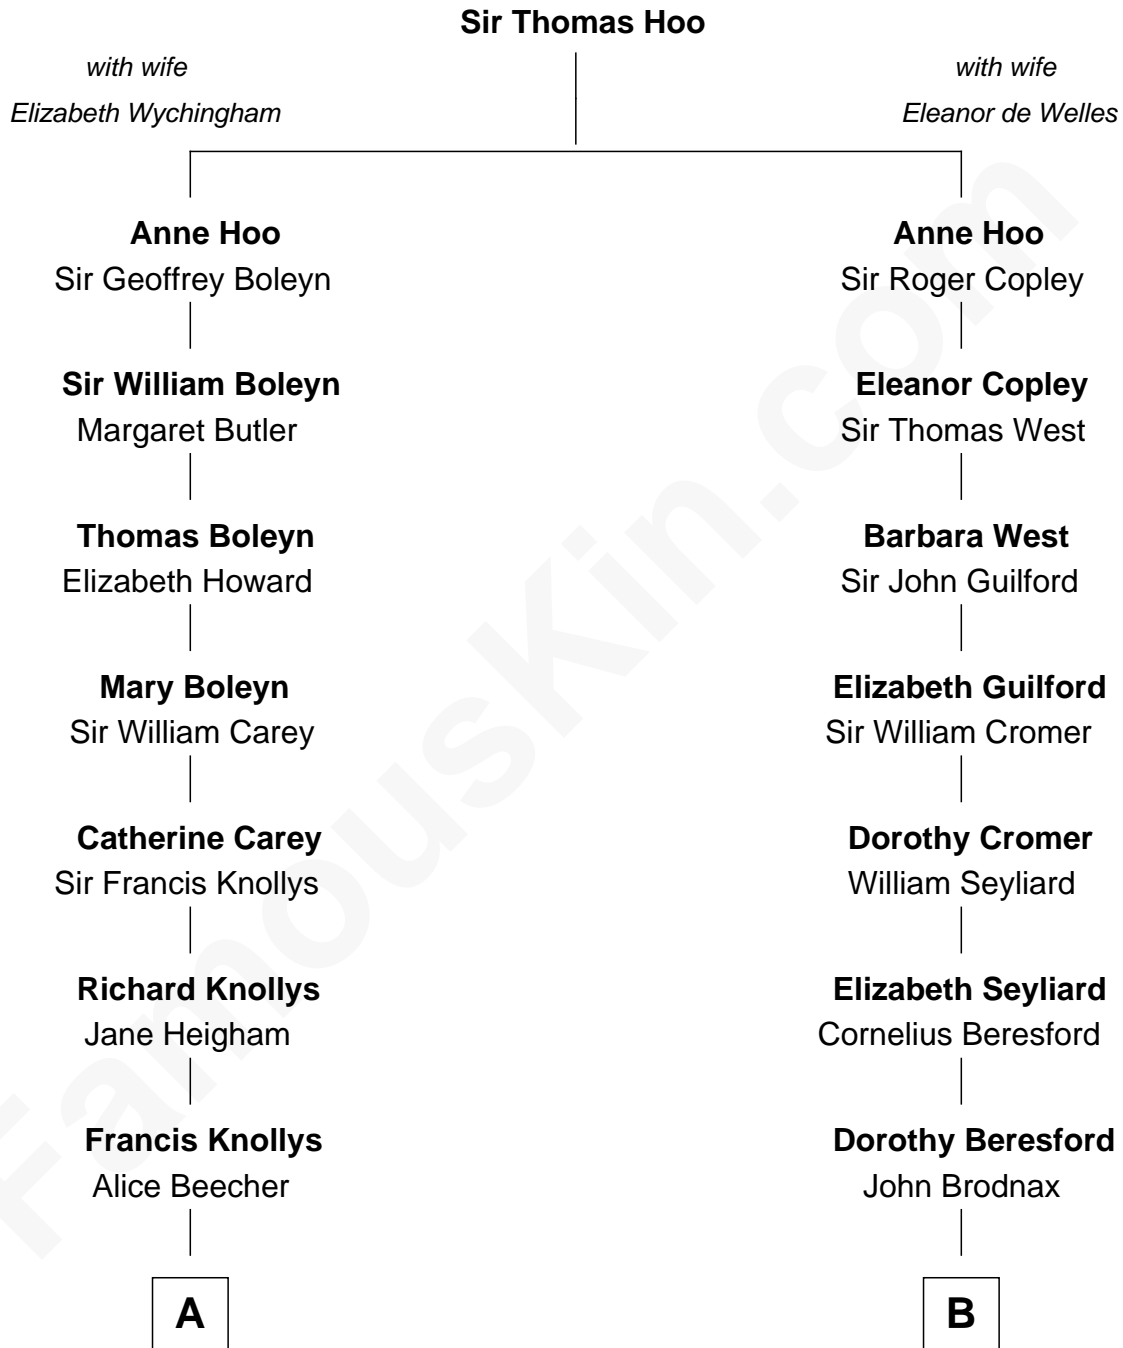 Sir Thomas Hoo
with wife
Elizabeth Wychingham
with wife
Eleanor de Welles
Anne Hoo
Sir Geoffrey Boleyn
Anne Hoo
Sir Roger Copley
Sir William Boleyn
Margaret Butler
Eleanor Copley
Sir Thomas West
Thomas Boleyn
Elizabeth Howard
Barbara West
Sir John Guilford
Mary Boleyn
Sir William Carey
Elizabeth Guilford
Sir William Cromer
Catherine Carey
Sir Francis Knollys
Dorothy Cromer
William Seyliard
Richard Knollys
Jane Heigham
Elizabeth Seyliard
Cornelius Beresford
Francis Knollys
Alice Beecher
Dorothy Beresford
John Brodnax
A
B
FamousKin.com